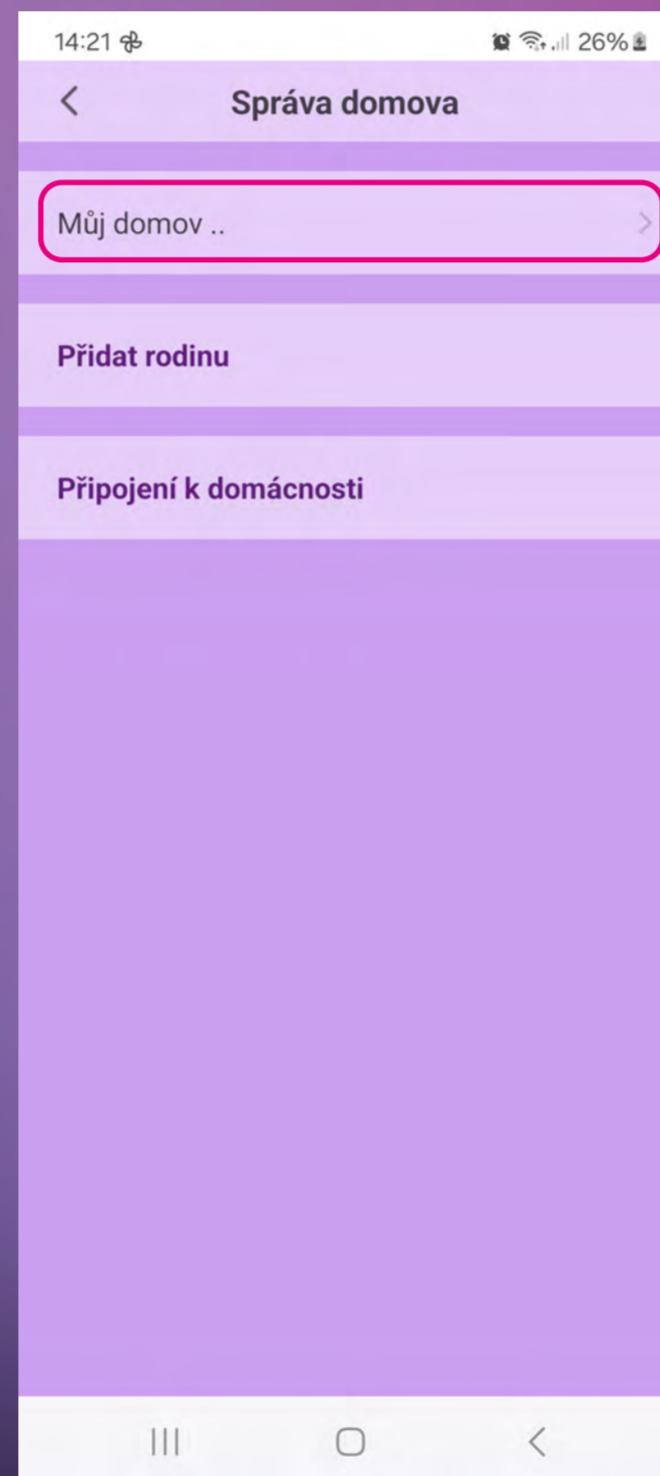 14:21 26%
Správa domova
Můj domov ..
Přidat rodinu
Připojení k domácnosti